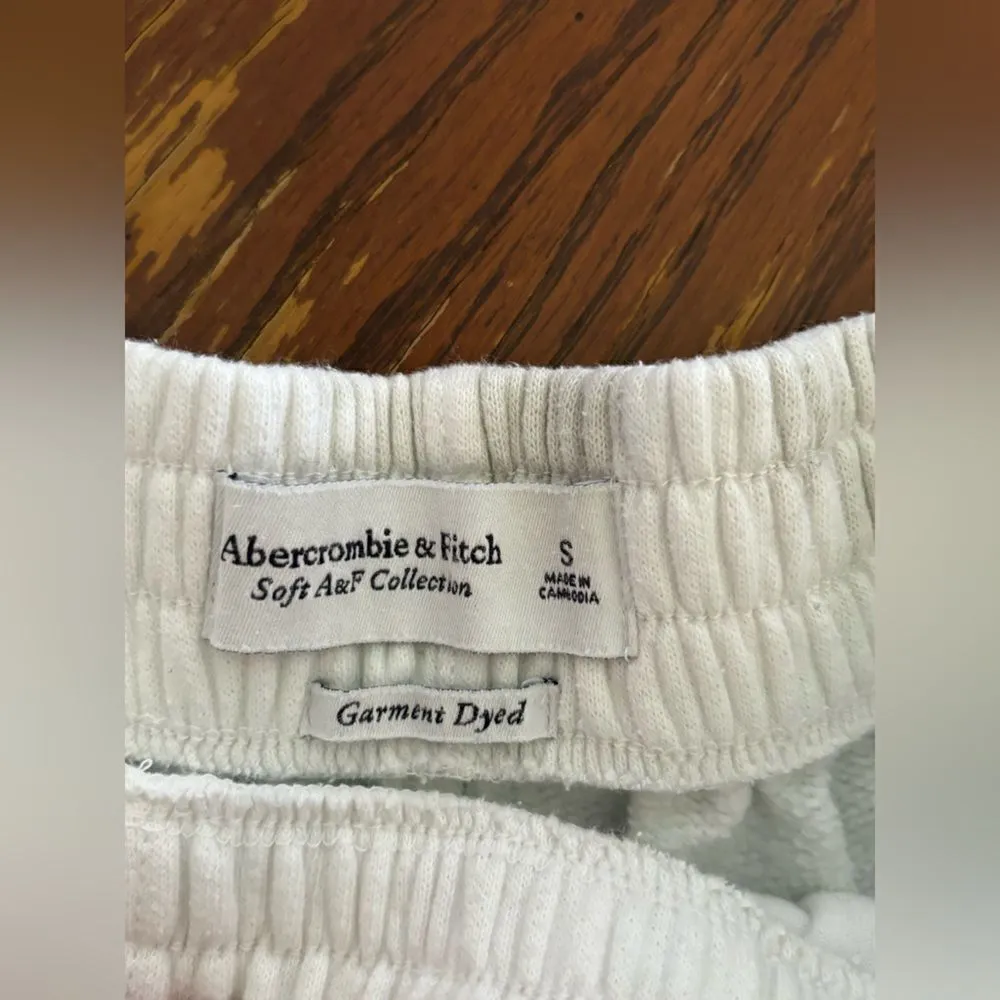 Abercrombie & Fitch
Soft A&F Collection
S
MADE IN
CAMBODIA
Garment Dyed